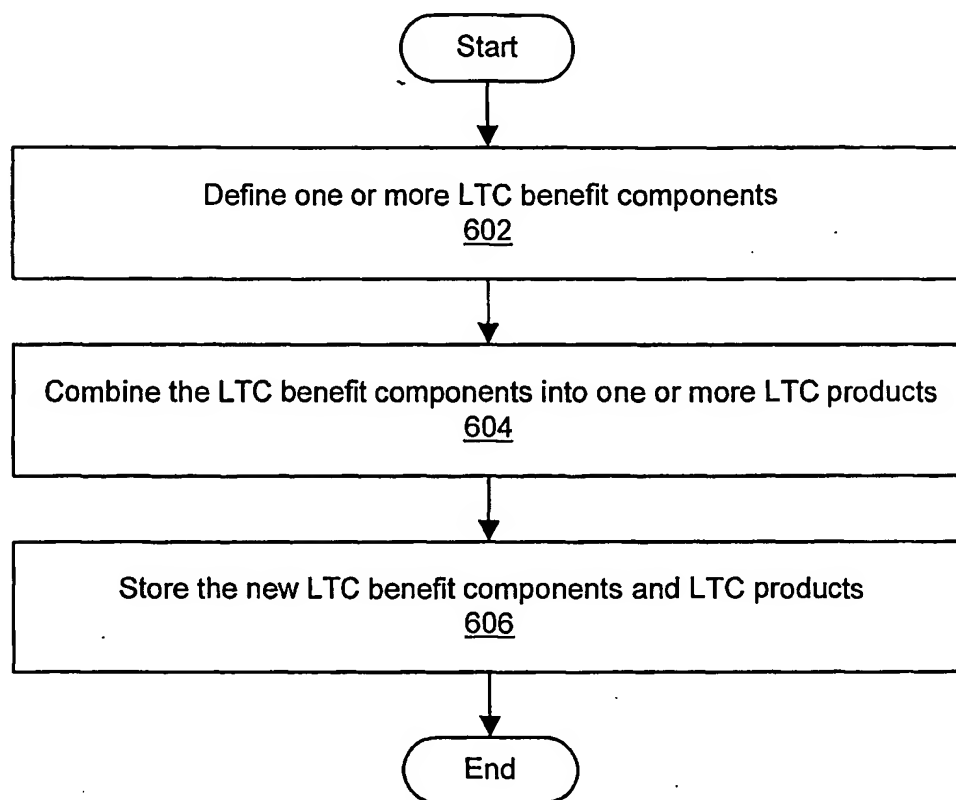 Start
Define one or more LTC benefit components
602
Combine the LTC benefit components into one or more LTC products
604
Store the new LTC benefit components and LTC products
606
End